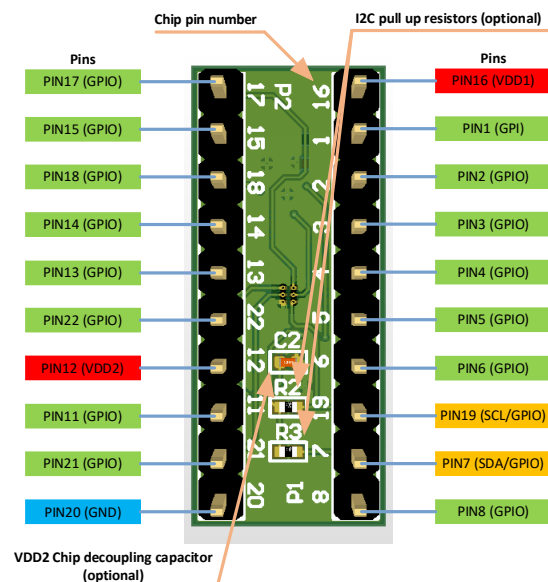 Chip pin number
I2C pull up resistors (optional)
Pins
Pins
PIN17 (GPIO)
PIN15 (GPIO)
PIN18 (GPIO)
PIN14 (GPIO)
PIN13 (GPIO)
PIN22 (GPIO)
PIN12 (VDD2)
PIN11 (GPIO)
PIN21 (GPIO)
PIN20 (GND)
17
15
18
14
13
22
12
11
21
20
P2
C2
R2
R3
P1
16
1
2
3
4
5
6
19
7
8
PIN16 (VDD1)
PIN1 (GPI)
PIN2 (GPIO)
PIN3 (GPIO)
PIN4 (GPIO)
PIN5 (GPIO)
PIN6 (GPIO)
PIN19 (SCL/GPIO)
PIN7 (SDA/GPIO)
PIN8 (GPIO)
VDD2 Chip decoupling capacitor
(optional)